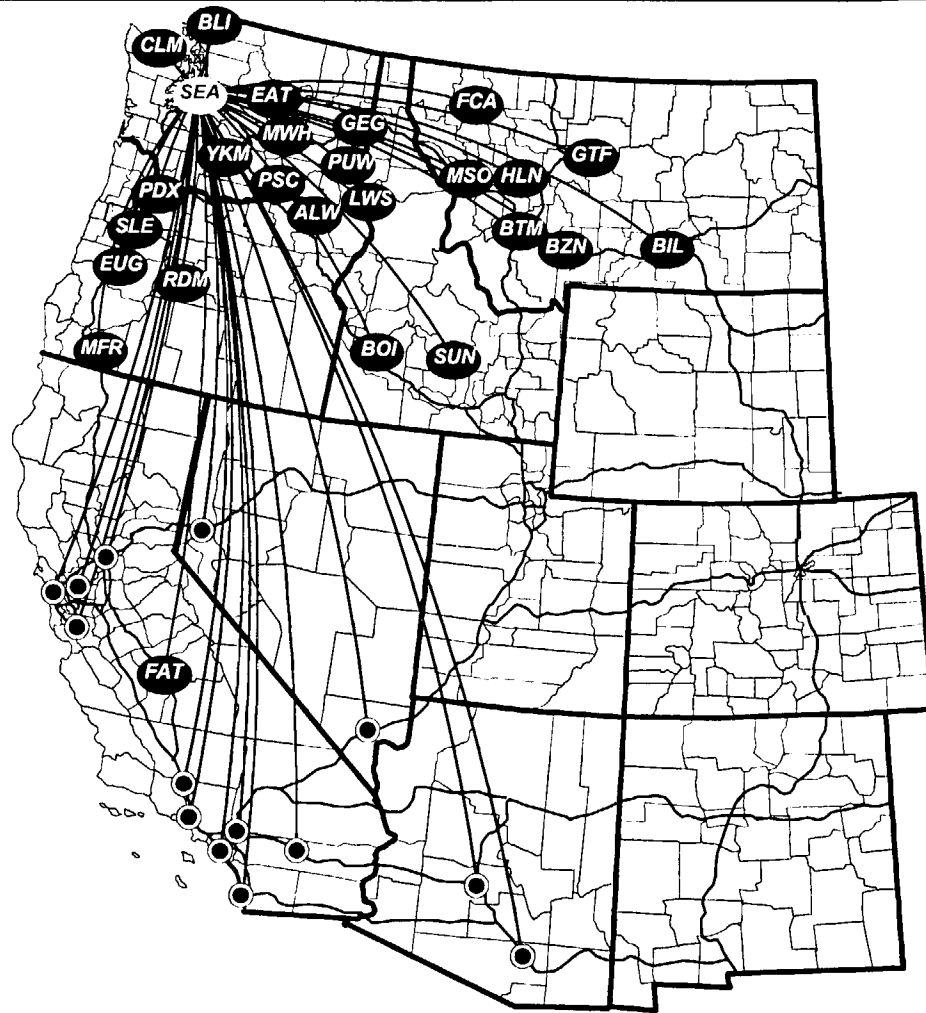 BLI
CLM
SEA
EAT
FCA
MWH
GEG
YKM
PUW
GTF
PDX
PSC
MSO
HLN
ALW
LWS
SLE
BTM
BZN
BIL
EUG
RDM
MFR
BOI
SUN
FAT